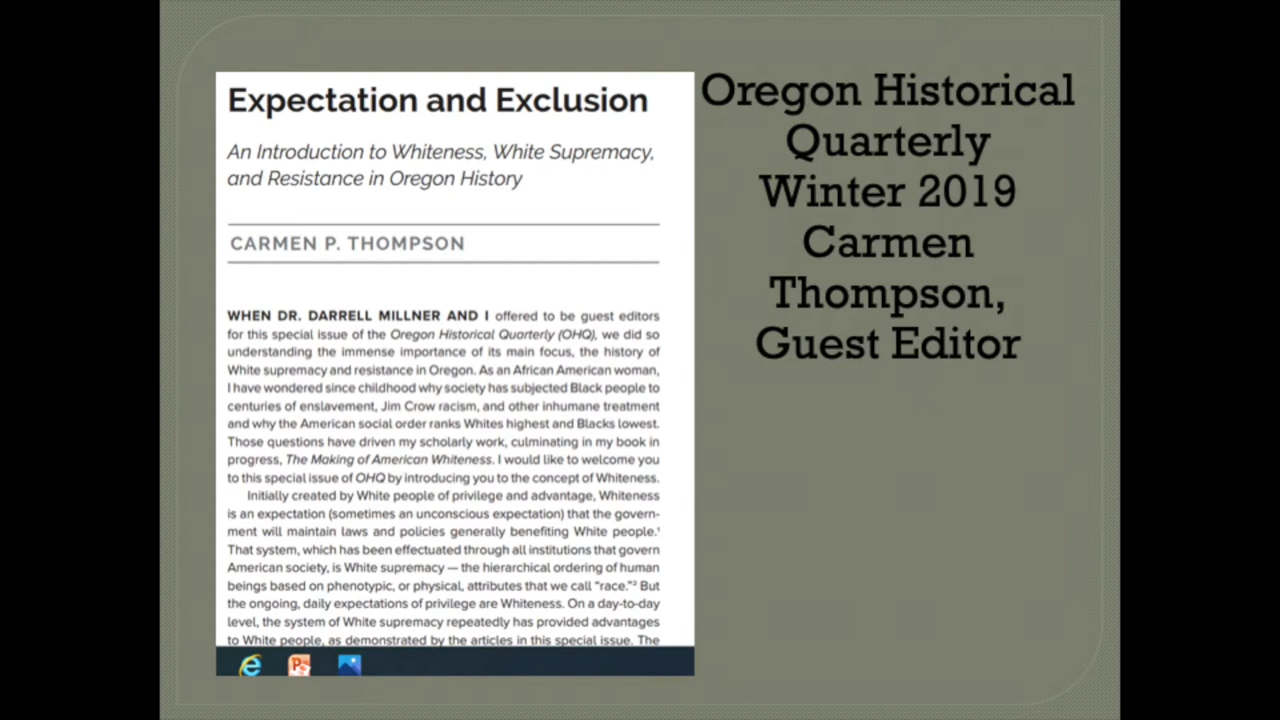 Expectation and Exclusion
An Introduction to Whiteness, White Supremacy,
and Resistance in Oregon History
CARMEN P. THOMPSON
WHEN DR. DARRELL MILLNER AND I offered to be guest editors
for this special issue of the Oregon Historical Quarterly (OHQ), we did so
understanding the immense importance of its main focus, the history of
White supremacy and resistance in Oregon. As an African American woman,
I have wondered since childhood why society has subjected Black people to
centuries of enslavement, Jim Crow racism, and other inhumane treatment
and why the American social order ranks Whites highest and Blacks lowest.
Those questions have driven my scholarly work, culminating in my book in
progress, The Making of American Whiteness. I would like to welcome you
to this special issue of OHQ by introducing you to the concept of Whiteness.
Initially created by White people of privilege and advantage, Whiteness
is an expectation (sometimes an unconscious expectation) that the govern-
ment will maintain laws and policies generally benefiting White people.¹
That system, which has been effectuated through all institutions that govern
American society, is White supremacy — the hierarchical ordering of human
beings based on phenotypic, or physical, attributes that we call “race.”² But
the ongoing, daily expectations of privilege are Whiteness. On a day-to-day
level, the system of White supremacy repeatedly has provided advantages
to White people, as demonstrated by the articles in this special issue. The
Oregon Historical
Quarterly
Winter 2019
Carmen
Thompson,
Guest Editor